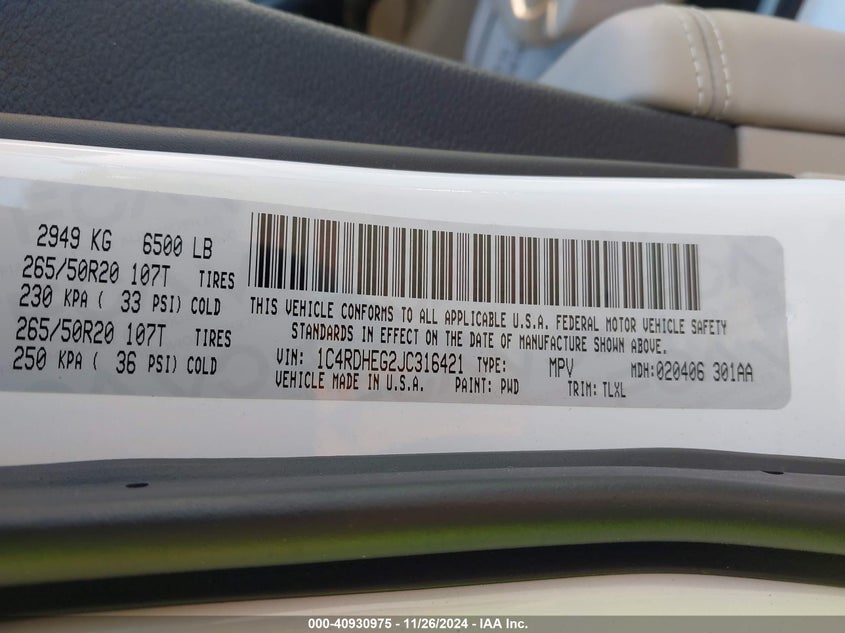 2949 KG 6500 LB
265/50R20 107T TIRES
230 KPA ( 33 PSI) COLD
265/50R20 107T TIRES
250 KPA ( 36 PSI) COLD
THIS VEHICLE CONFORMS TO ALL APPLICABLE U.S.A. FEDERAL MOTOR VEHICLE SAFETY
STANDARDS IN EFFECT ON THE DATE OF MANUFACTURE SHOWN ABOVE.
VIN: 1C4RDHEG2JC316421 TYPE: MPV MDH:020406 301AA
VEHICLE MADE IN U.S.A. PAINT: PWD TRIM: TLXL
000-40930975 - 11/26/2024 - IAA Inc.